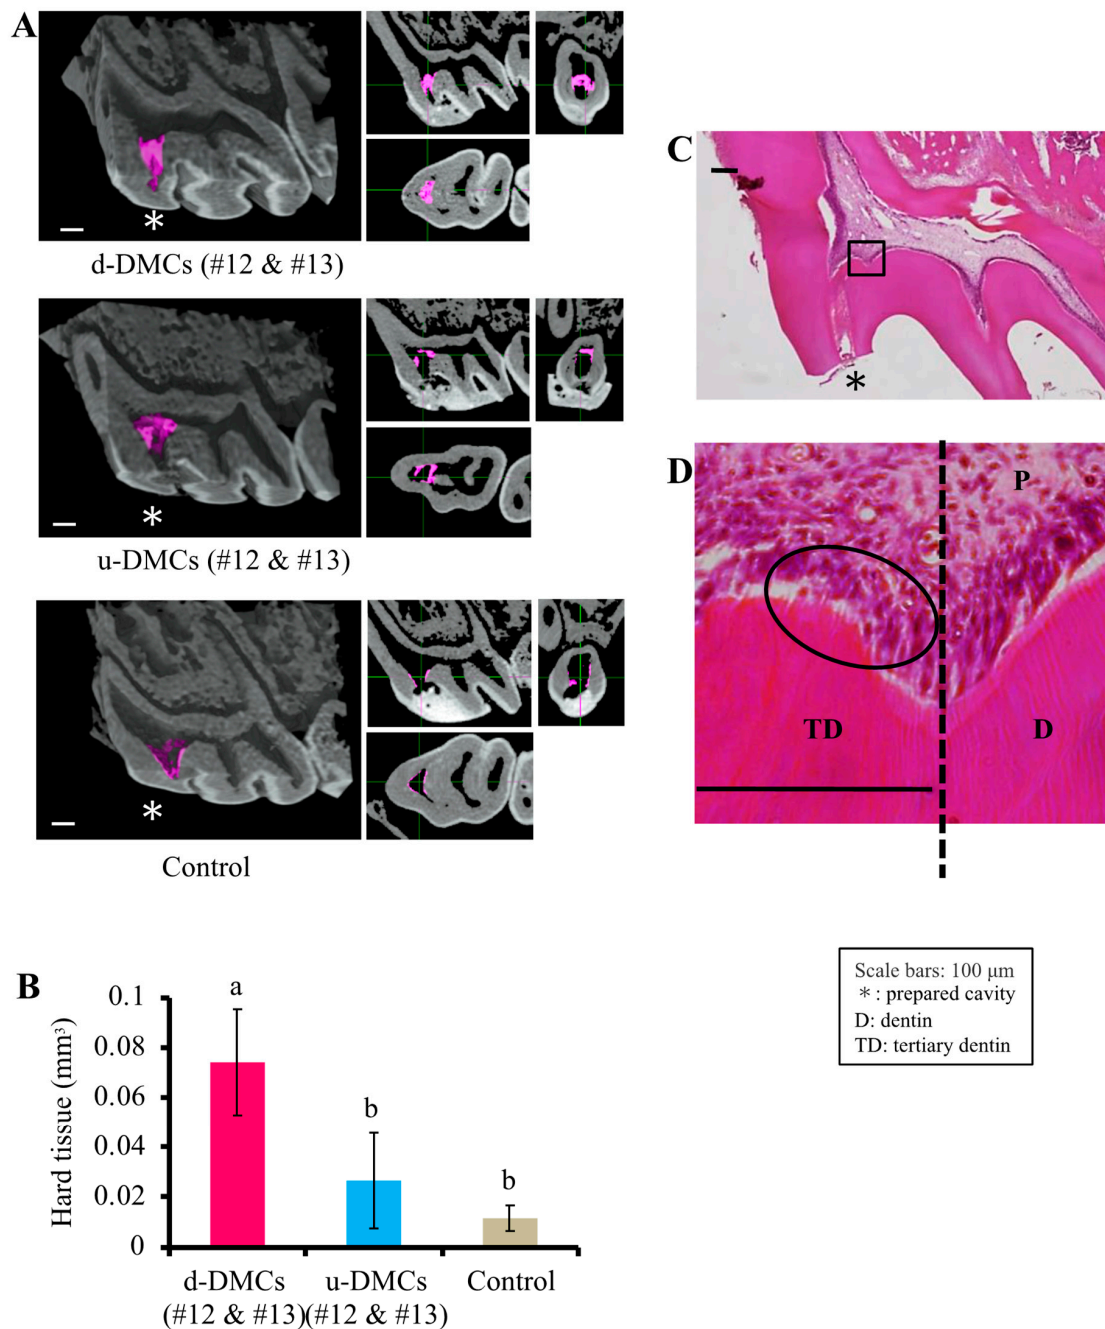 A
*
d-DMCs (#12 & #13)
*
u-DMCs (#12 & #13)
*
Control
C
*
D
P
TD
D
Scale bars: 100 μm
* : prepared cavity
D: dentin
TD: tertiary dentin
B
Hard tissue (mm³)
0.1
0.08
0.06
0.04
0.02
0
a
b
b
d-DMCs
(#12 & #13)
u-DMCs
(#12 & #13)
Control